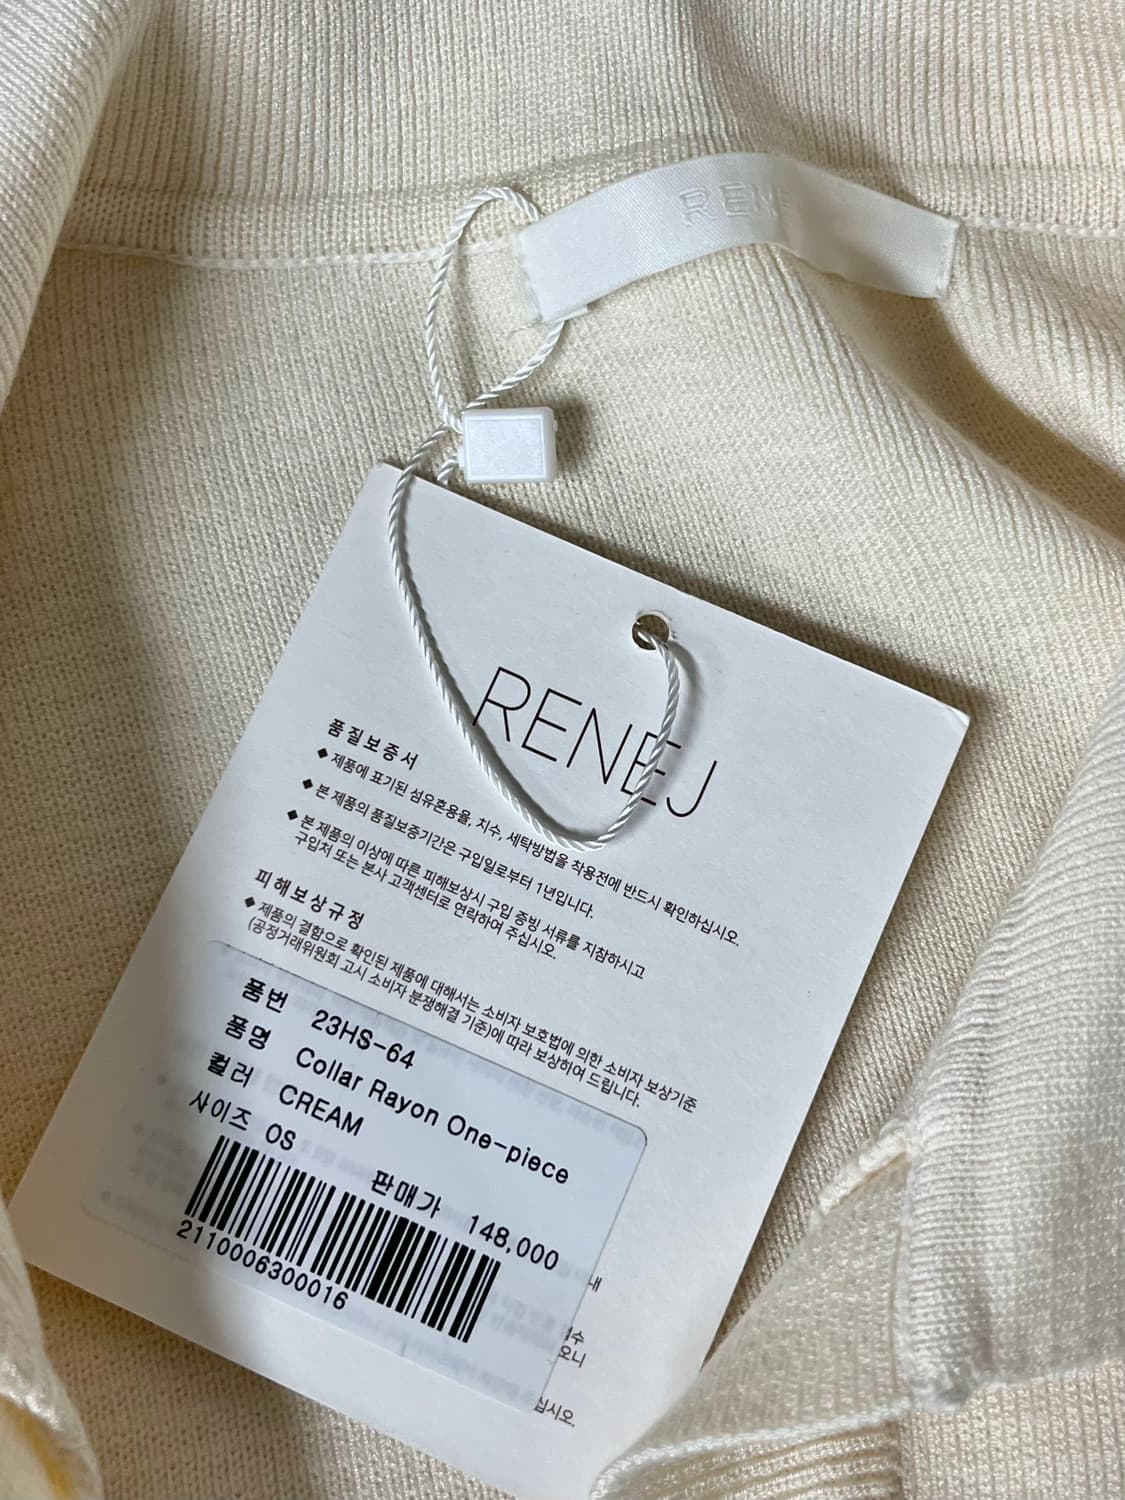 RENE
RENEJ
품질보증서
◆ 제품에 표기된 섬유혼용율, 치수, 세탁방법을 착용전에 반드시 확인하십시오.
◆ 본 제품의 품질보증기간은 구입일로부터 1년입니다.
◆ 본 제품의 이상에 따른 피해보상시 구입 증빙 서류를 지참하시고
구입처 또는 본사 고객센터로 연락하여 주십시오.
피해보상규정
◆ 제품의 결함으로 확인된 제품에 대해서는 소비자 보호법에 의한 소비자 보상기준
(공정거래위원회 고시 소비자 분쟁해결 기준)에 따라 보상하여 드립니다.
품번 23HS-64
품명 Collar Rayon One-piece
컬러 CREAM
사이즈 OS
판매가 148,000
2110006300016
내
수
오니
십시오.